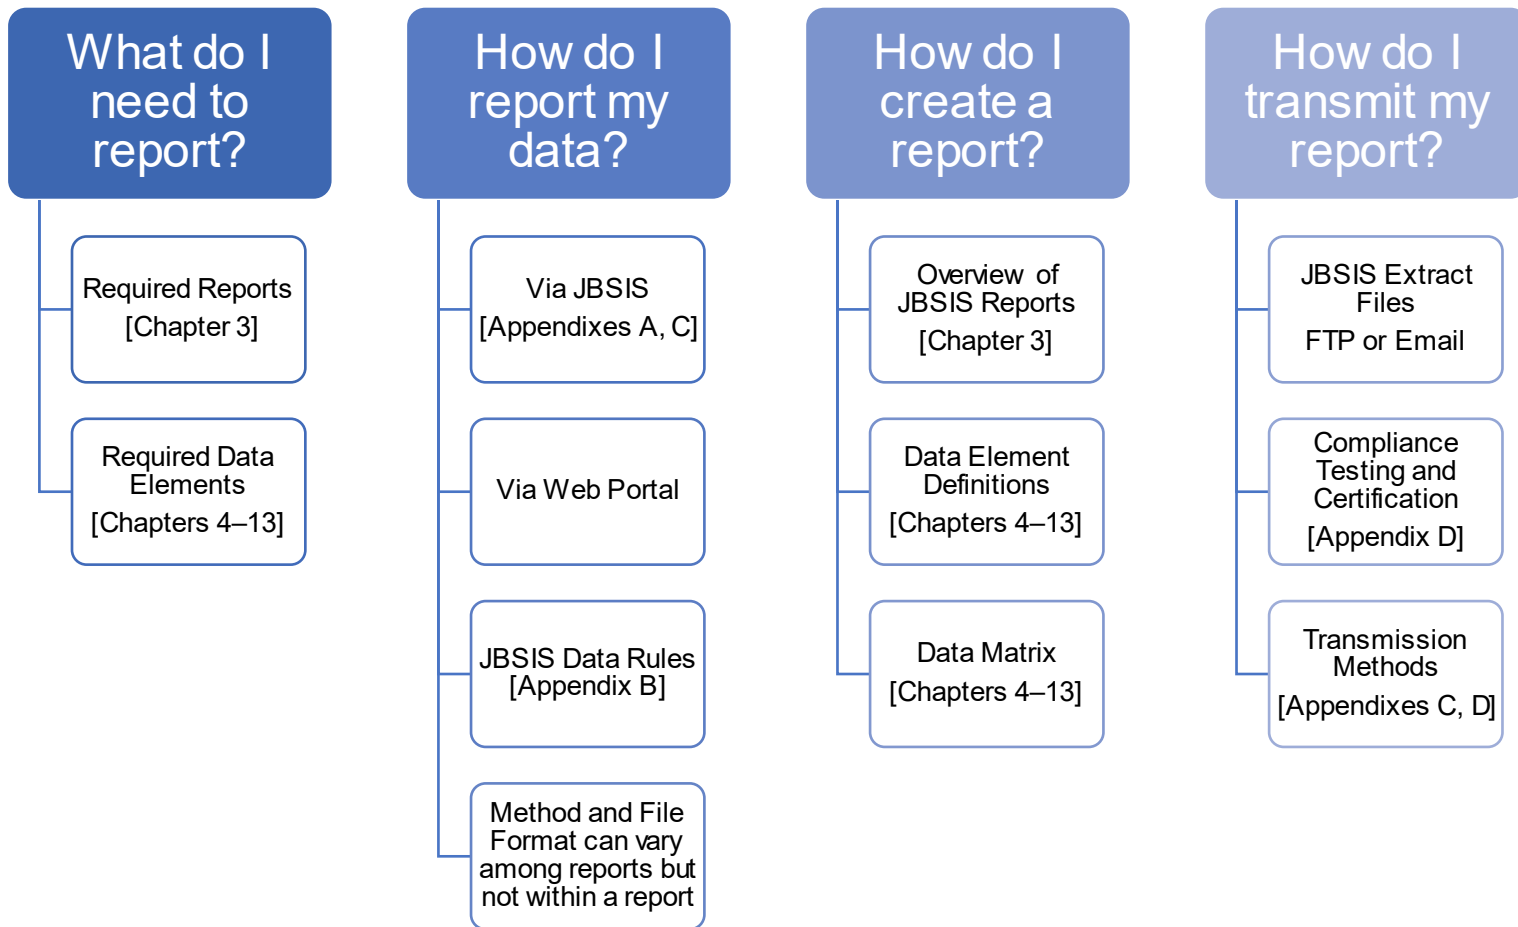 What do I
need to
report?
Required Reports
[Chapter 3]
Required Data
Elements
[Chapters 4–13]
How do I
report my
data?
Via JBSIS
[Appendixes A, C]
Via Web Portal
JBSIS Data Rules
[Appendix B]
Method and File
Format can vary
among reports but
not within a report
How do I
create a
report?
Overview of
JBSIS Reports
[Chapter 3]
Data Element
Definitions
[Chapters 4–13]
Data Matrix
[Chapters 4–13]
How do I
transmit my
report?
JBSIS Extract
Files
FTP or Email
Compliance
Testing and
Certification
[Appendix D]
Transmission
Methods
[Appendixes C, D]